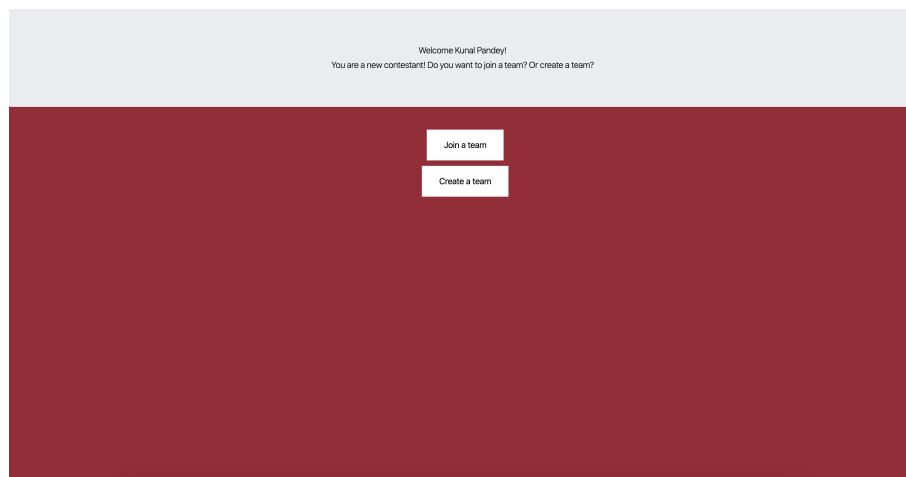 Welcome Kunal Pandey!
You are a new contestant! Do you want to join a team? Or create a team?
Join a team
Create a team